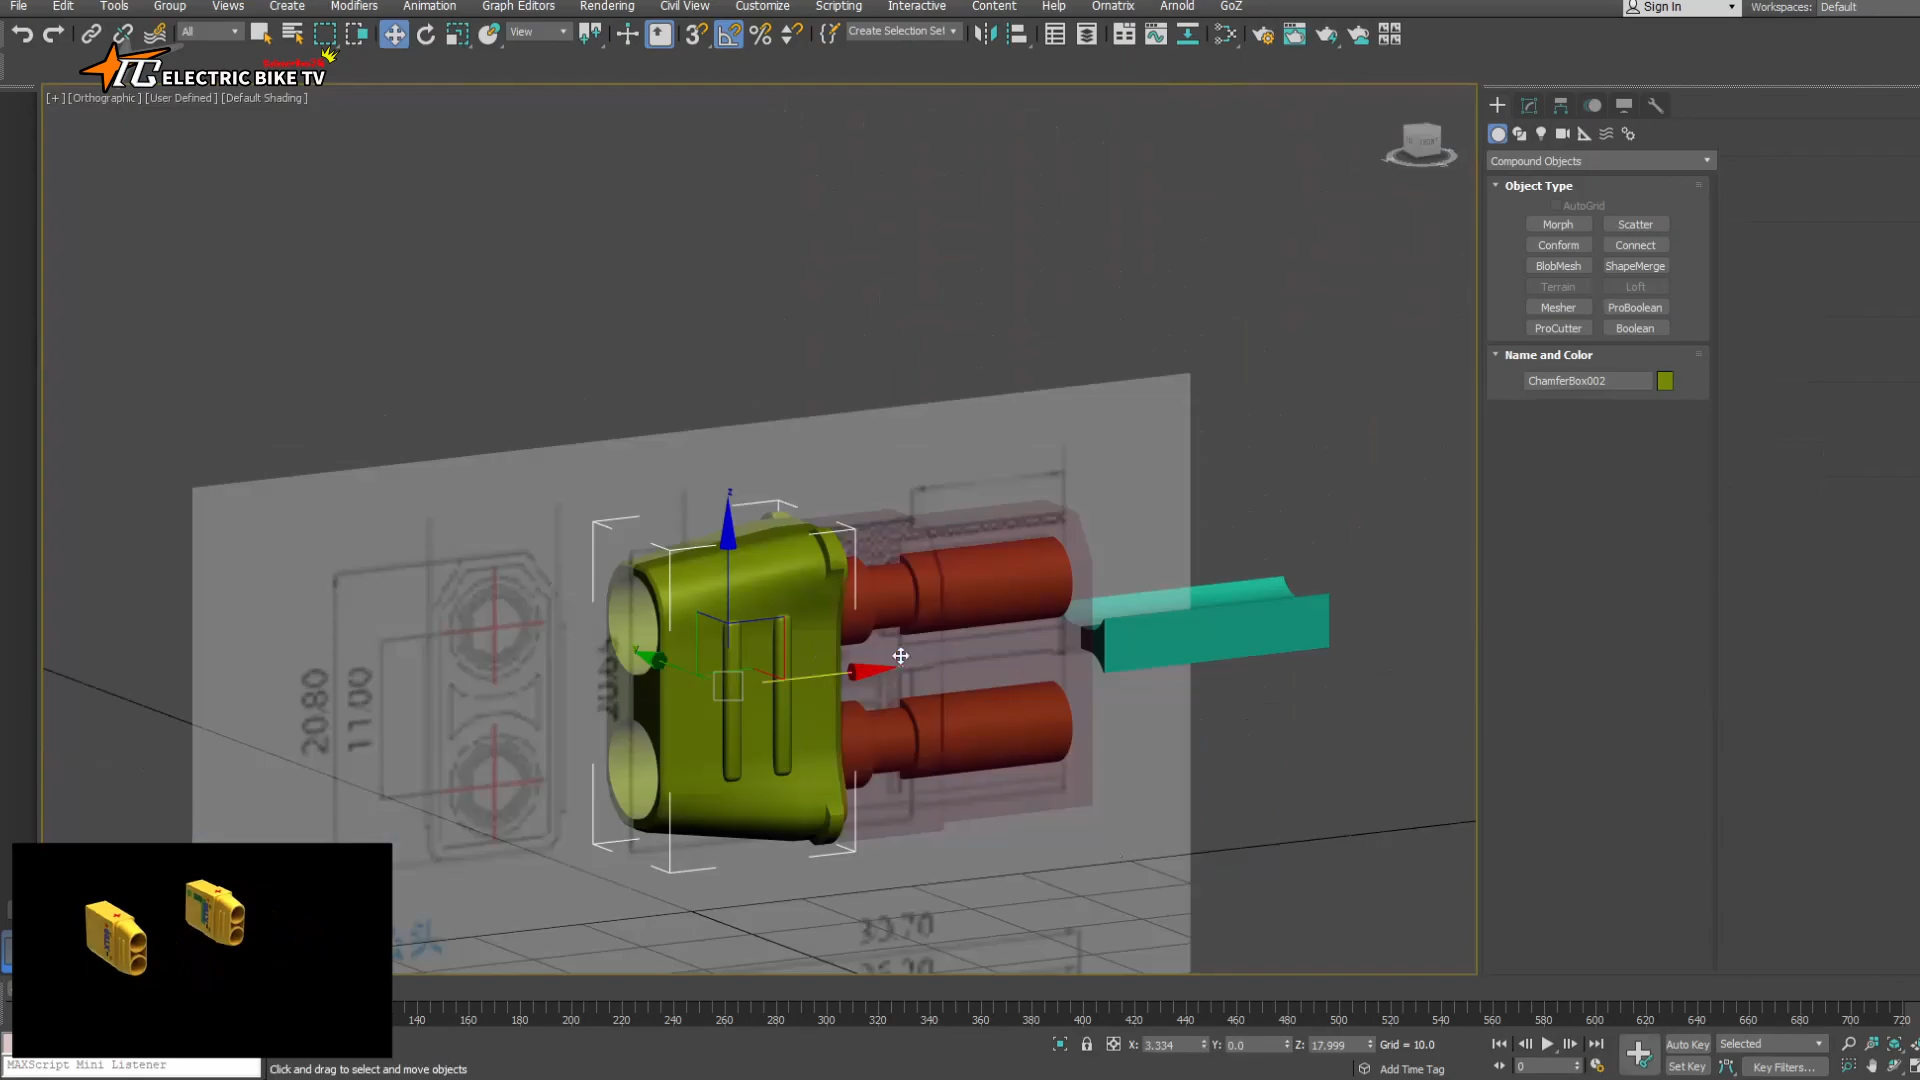 File Edit Tools Group Views Create Modifiers Animation Graph Editors Rendering Civil View Customize Scripting Interactive Content Help Ornatrix Arnold GoZ
Sign In Workspaces: Default
All View Create Selection Set
TC ELECTRIC BIKE TV
[+] [Orthographic] [User Defined] [Default Shading]
Compound Objects
Object Type
AutoGrid
Morph Scatter
Conform Connect
BlobMesh ShapeMerge
Terrain Loft
Mesher ProBoolean
ProCutter Boolean
Name and Color
ChamferBox002
z
y
20.80
11.00
头
33.70
140 160 180 200 220 240 260 280 300 320 340 360 380 400 420 440 460 480 500 520 540 560 580 600 620 640 660 680 700 720
X: 3.334 Y: 0.0 Z: 17.999 Grid = 10.0
Auto Key Selected
MAXScript Mini Listener
Click and drag to select and move objects
Add Time Tag
0
Set Key Key Filters...